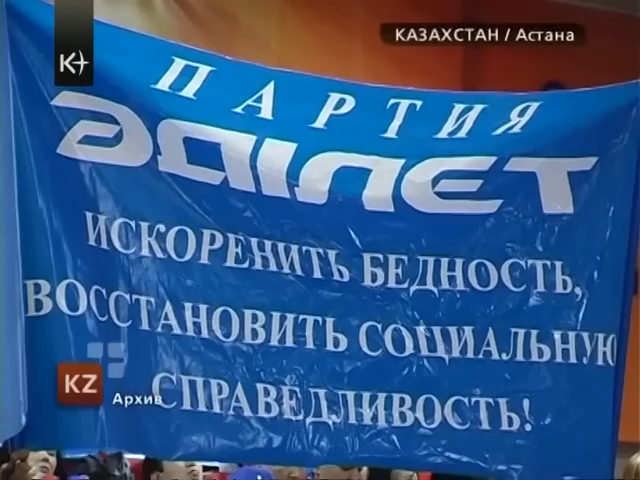 K+
КАЗАХСТАН / Астана
ПАРТИЯ
ӘДІЛЕТ
ИСКОРЕНИТЬ БЕДНОСТЬ,
ВОССТАНОВИТЬ СОЦИАЛЬНУЮ
СПРАВЕДЛИВОСТЬ!
KZ
Архив